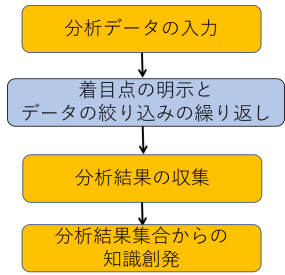 分析データの入力
着目点の明示と
データの絞り込みの繰り返し
分析結果の収集
分析結果集合からの
知識創発